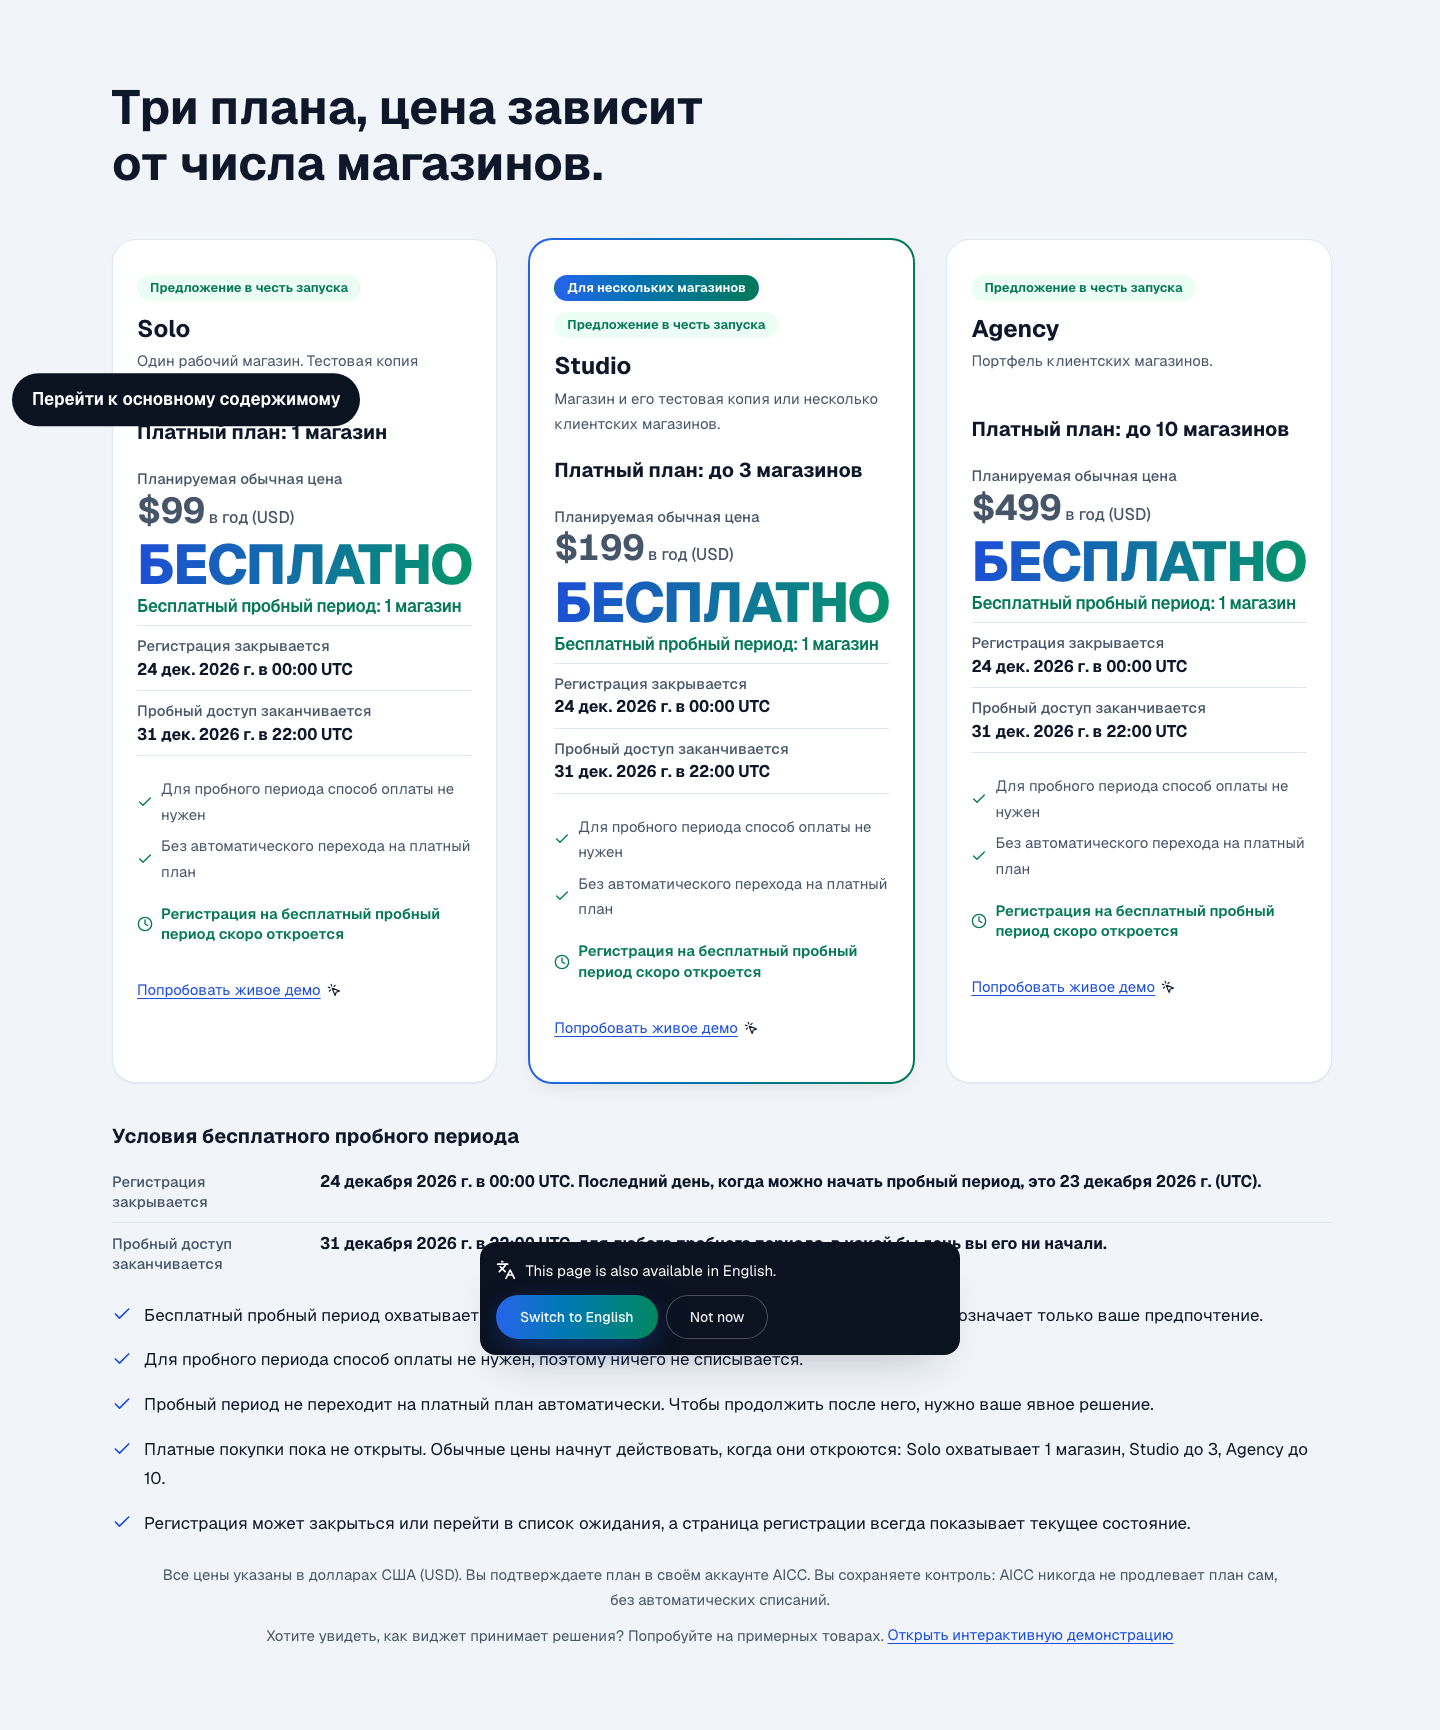 Три плана, цена зависит
от числа магазинов.
Предложение в честь запуска
Solo
Один рабочий магазин. Тестовая копия
Перейти к основному содержимому
Платный план: 1 магазин
Планируемая обычная цена
$99 в год (USD)
БЕСПЛАТНО
Бесплатный пробный период: 1 магазин
Регистрация закрывается
24 дек. 2026 г. в 00:00 UTC
Пробный доступ заканчивается
31 дек. 2026 г. в 22:00 UTC
Для пробного периода способ оплаты не
нужен
Без автоматического перехода на платный
план
Регистрация на бесплатный пробный
период скоро откроется
Попробовать живое демо
Для нескольких магазинов
Предложение в честь запуска
Studio
Магазин и его тестовая копия или несколько
клиентских магазинов.
Платный план: до 3 магазинов
Планируемая обычная цена
$199 в год (USD)
БЕСПЛАТНО
Бесплатный пробный период: 1 магазин
Регистрация закрывается
24 дек. 2026 г. в 00:00 UTC
Пробный доступ заканчивается
31 дек. 2026 г. в 22:00 UTC
Для пробного периода способ оплаты не
нужен
Без автоматического перехода на платный
план
Регистрация на бесплатный пробный
период скоро откроется
Попробовать живое демо
Предложение в честь запуска
Agency
Портфель клиентских магазинов.
Платный план: до 10 магазинов
Планируемая обычная цена
$499 в год (USD)
БЕСПЛАТНО
Бесплатный пробный период: 1 магазин
Регистрация закрывается
24 дек. 2026 г. в 00:00 UTC
Пробный доступ заканчивается
31 дек. 2026 г. в 22:00 UTC
Для пробного периода способ оплаты не
нужен
Без автоматического перехода на платный
план
Регистрация на бесплатный пробный
период скоро откроется
Попробовать живое демо
Условия бесплатного пробного периода
Регистрация
закрывается
24 декабря 2026 г. в 00:00 UTC. Последний день, когда можно начать пробный период, это 23 декабря 2026 г. (UTC).
Пробный доступ
заканчивается
31 декабря 2026 г. в 22:00 UTC, для любого пробного периода, в какой бы день вы его ни начали.
This page is also available in English.
Switch to English
Not now
Бесплатный пробный период охватывает означает только ваше предпочтение.
Для пробного периода способ оплаты не нужен, поэтому ничего не списывается.
Пробный период не переходит на платный план автоматически. Чтобы продолжить после него, нужно ваше явное решение.
Платные покупки пока не открыты. Обычные цены начнут действовать, когда они откроются: Solo охватывает 1 магазин, Studio до 3, Agency до
10.
Регистрация может закрыться или перейти в список ожидания, а страница регистрации всегда показывает текущее состояние.
Все цены указаны в долларах США (USD). Вы подтверждаете план в своём аккаунте AICC. Вы сохраняете контроль: AICC никогда не продлевает план сам,
без автоматических списаний.
Хотите увидеть, как виджет принимает решения? Попробуйте на примерных товарах. Открыть интерактивную демонстрацию